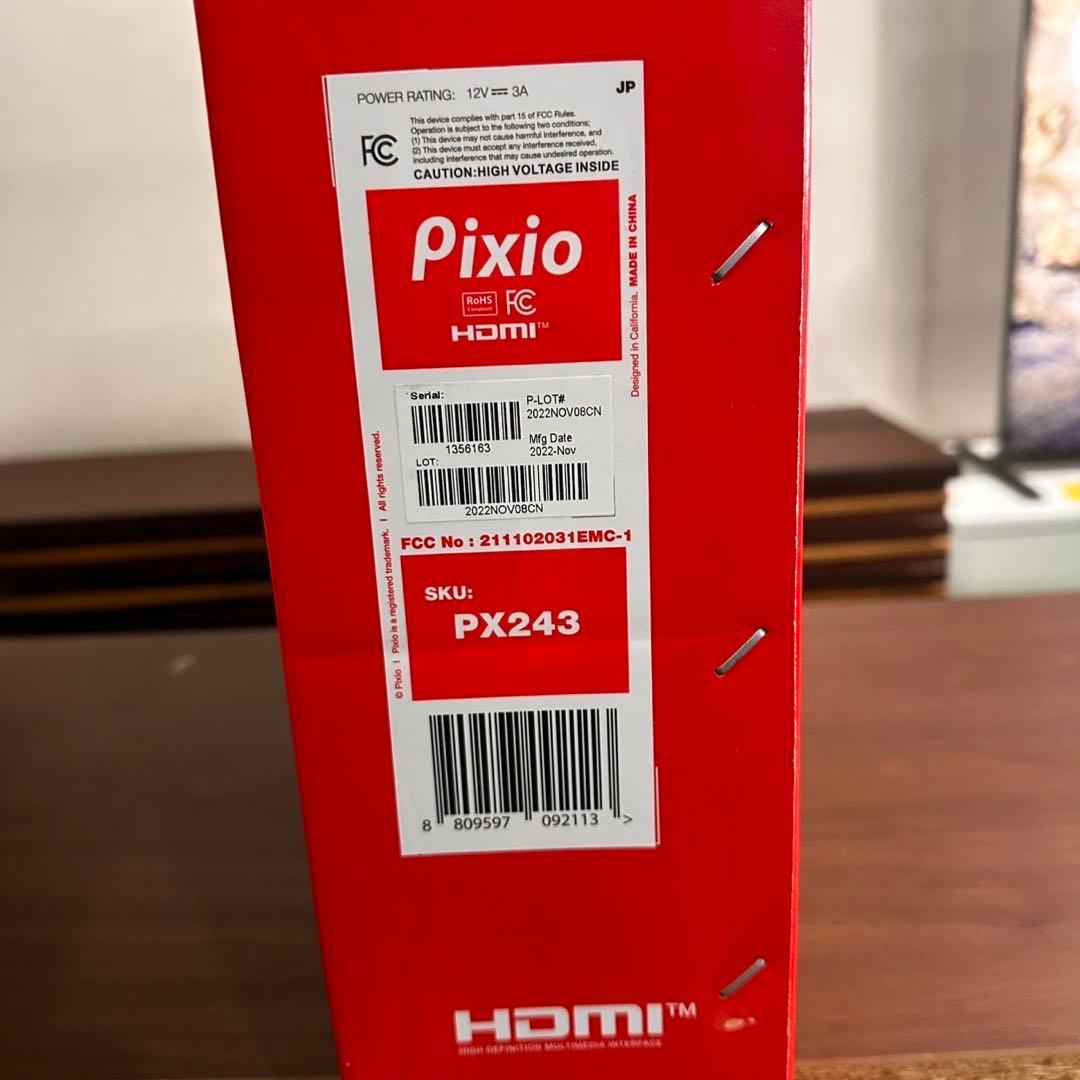 POWER RATING: 12V⎓3A
JP
FC
This device complies with part 15 of FCC Rules.
Operation is subject to the following two conditions;
(1) This device may not cause harmful interference, and
(2) This device must accept any interference received,
including interference that may cause undesired operation.
CAUTION:HIGH VOLTAGE INSIDE
Pixio
RoHS
Compliant
FC
HDMI™
Designed in California. MADE IN CHINA
Serial:
1356163
P-LOT#
2022NOV08CN
Mfg Date
2022-Nov
LOT:
2022NOV08CN
© Pixio | Pixio is a registered trademark. | All rights reserved.
FCC No : 211102031EMC-1
SKU:
PX243
8 809597 092113 >
HDMI™
HIGH DEFINITION MULTIMEDIA INTERFACE